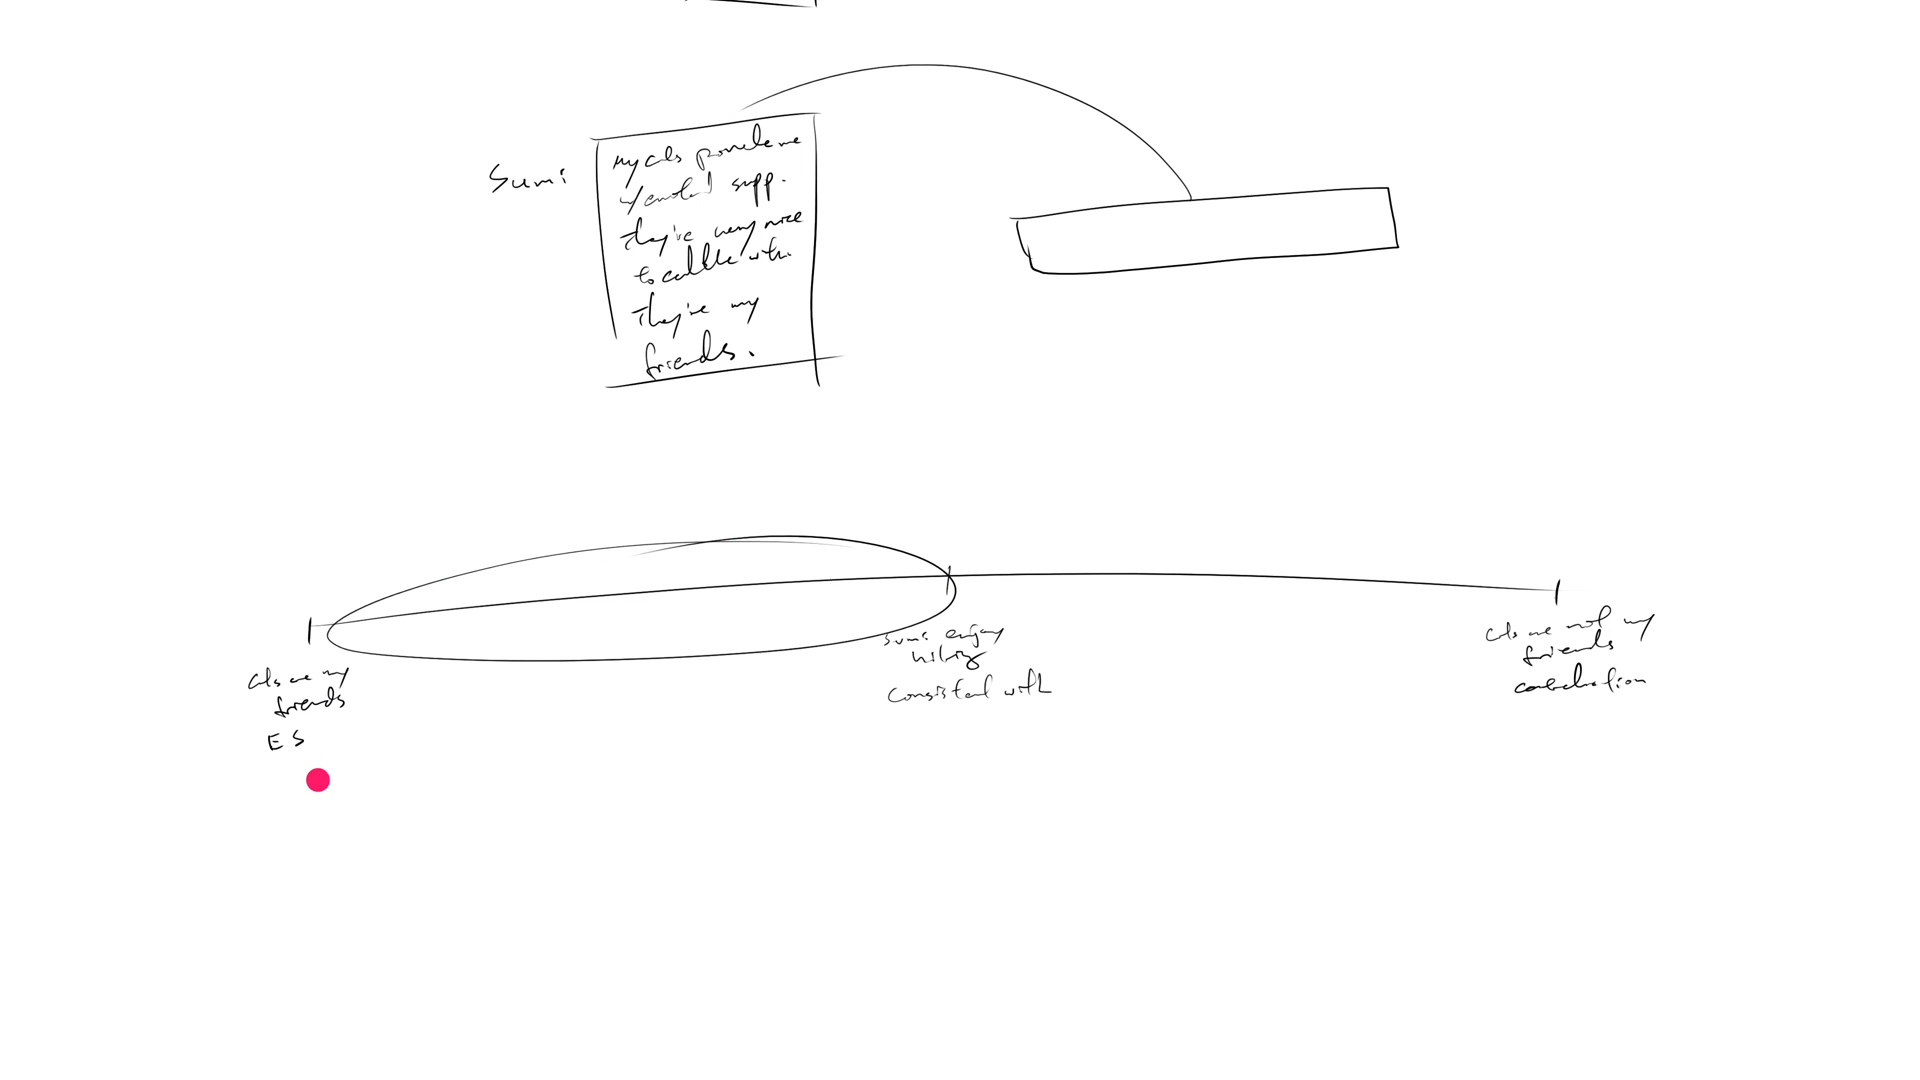 Sumi
my cats provide me
w/ emotional supp.
They're very nice
to cuddle with.
They're my
friends.
Sumi enjoy
hiking
consistent with
cats are my
friends
ES
cats are not my
friends
contradiction